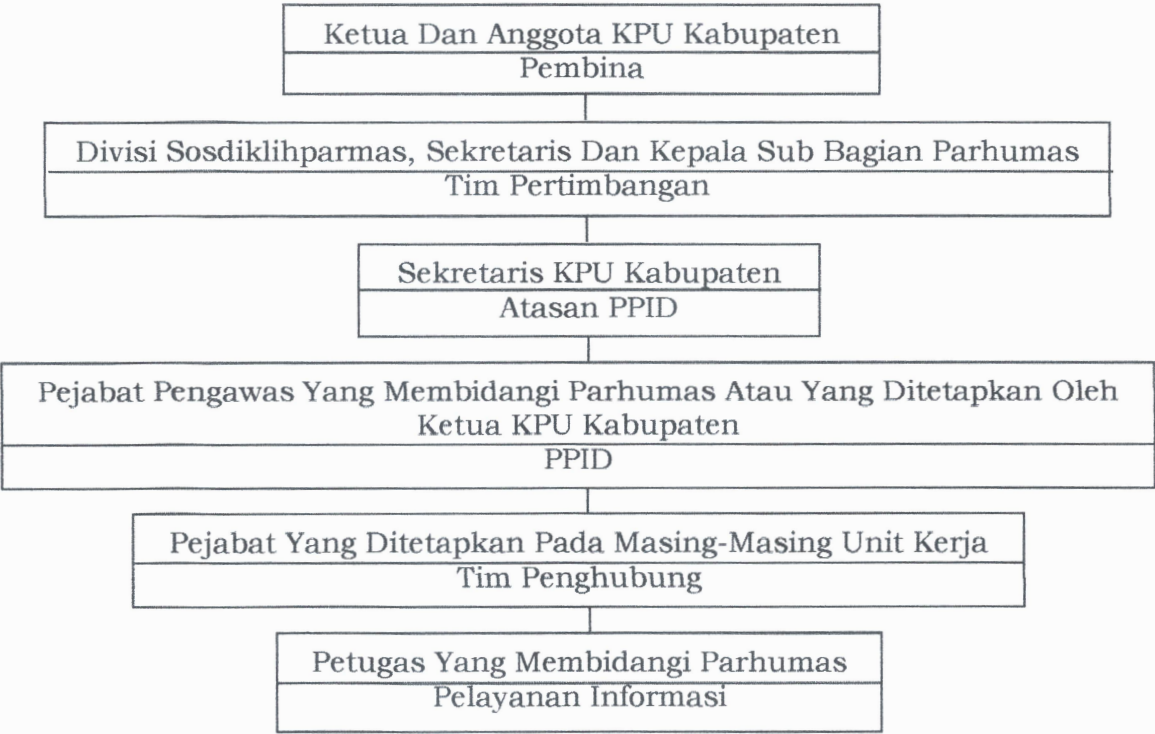 Ketua Dan Anggota KPU Kabupaten
Pembina
Divisi Sosdiklihparmas, Sekretaris Dan Kepala Sub Bagian Parhumas
Tim Pertimbangan
Sekretaris KPU Kabupaten
Atasan PPID
Pejabat Pengawas Yang Membidangi Parhumas Atau Yang Ditetapkan Oleh
Ketua KPU Kabupaten
PPID
Pejabat Yang Ditetapkan Pada Masing-Masing Unit Kerja
Tim Penghubung
Petugas Yang Membidangi Parhumas
Pelayanan Informasi